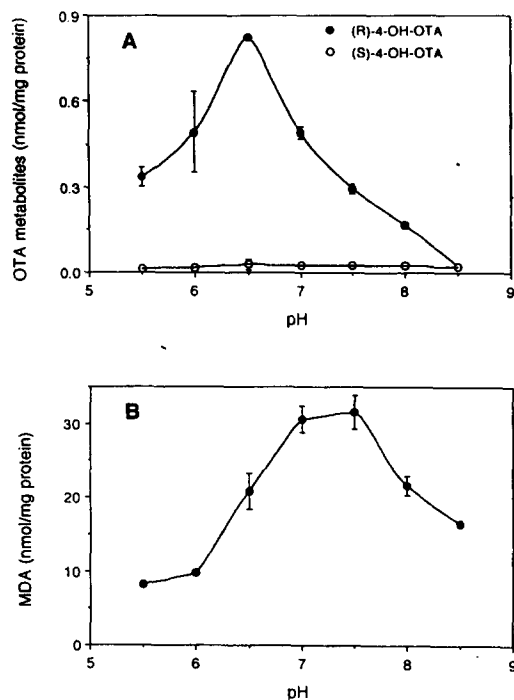 A
(R)-4-OH-OTA
(S)-4-OH-OTA
OTA metabolites (nmol/mg protein)
0.9
0.6
0.3
0.0
5 6 7 8 9
pH
B
MDA (nmol/mg protein)
30
20
10
0
5 6 7 8 9
pH